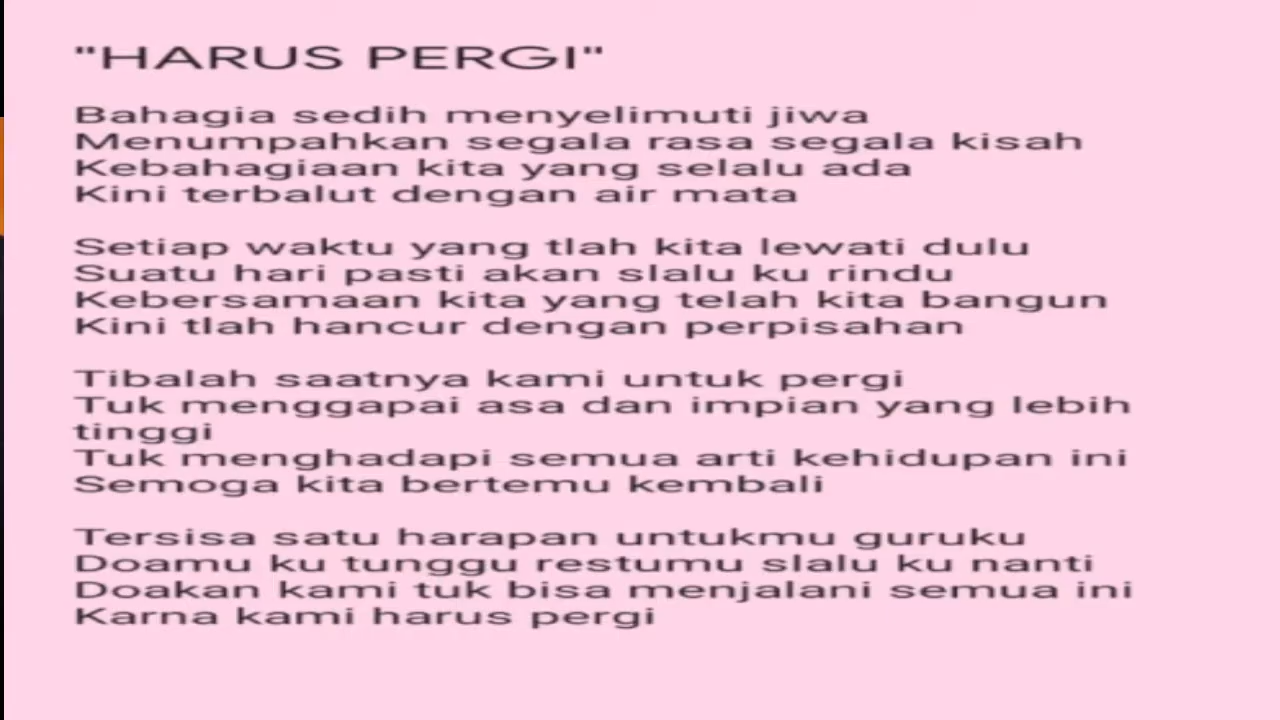 "HARUS PERGI"
Bahagia sedih menyelimuti jiwa
Menumpahkan segala rasa segala kisah
Kebahagiaan kita yang selalu ada
Kini terbalut dengan air mata
Setiap waktu yang tlah kita lewati dulu
Suatu hari pasti akan slalu ku rindu
Kebersamaan kita yang telah kita bangun
Kini tlah hancur dengan perpisahan
Tibalah saatnya kami untuk pergi
Tuk menggapai asa dan impian yang lebih
tinggi
Tuk menghadapi semua arti kehidupan ini
Semoga kita bertemu kembali
Tersisa satu harapan untukmu guruku
Doamu ku tunggu restumu slalu ku nanti
Doakan kami tuk bisa menjalani semua ini
Karna kami harus pergi